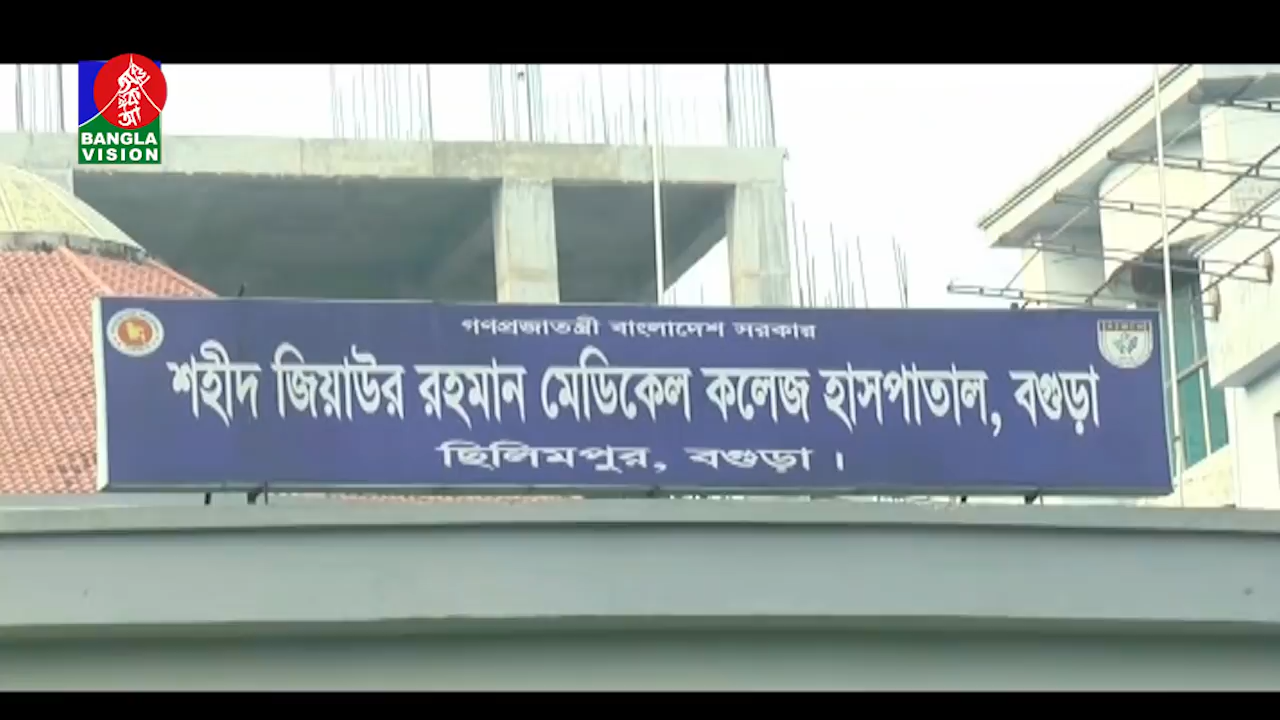 BANGLA
VISION
গণপ্রজাতন্ত্রী বাংলাদেশ সরকার
শহীদ জিয়াউর রহমান মেডিকেল কলেজ হাসপাতাল, বগুড়া
ছিলিমপুর, বগুড়া ।